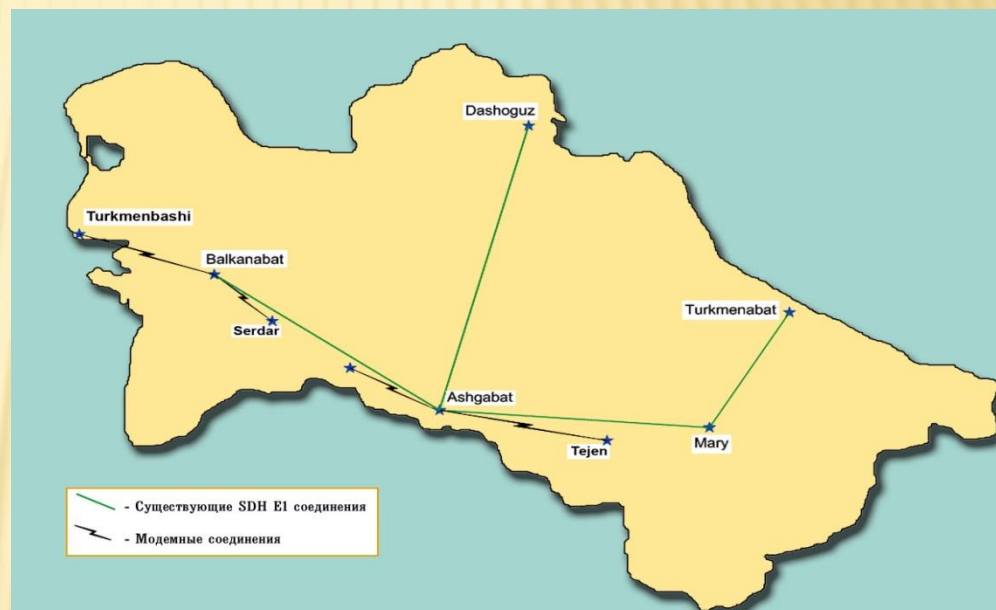 Dashoguz
Turkmenbashi
Balkanabat
Turkmenabat
Serdar
Ashgabat
Mary
Tejen
- Существующие SDH E1 соединения
- Модемные соединения